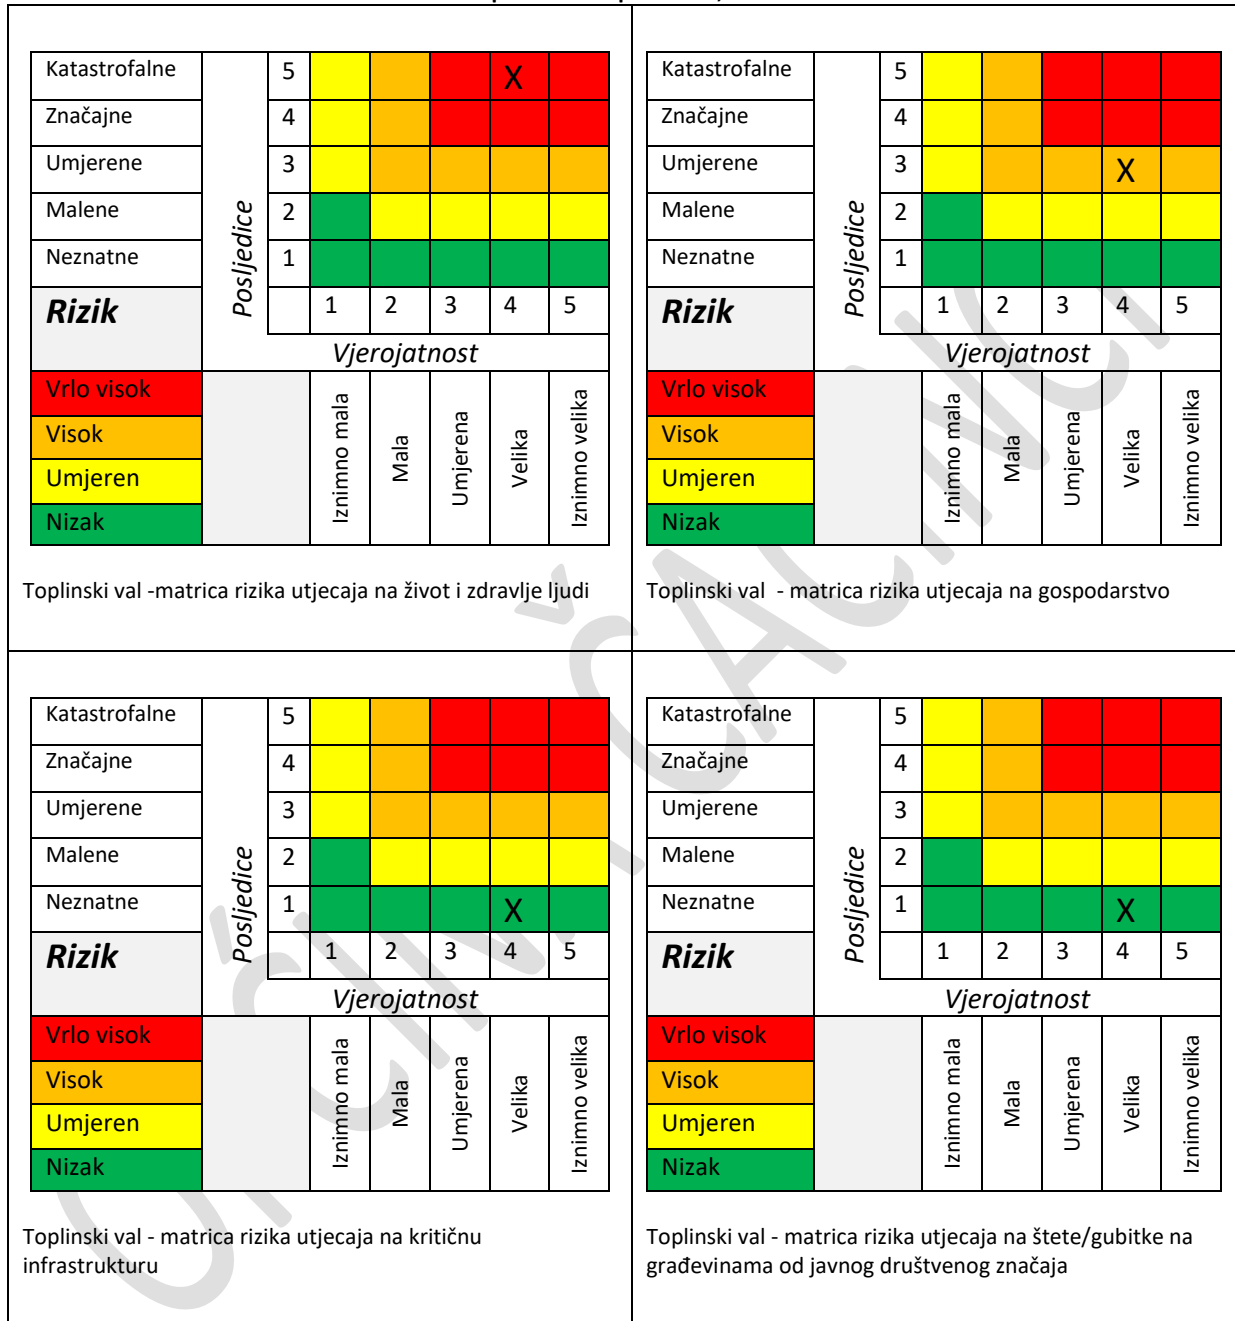 Katastrofalne 5 X
Značajne 4
Umjerene 3
Malene 2
Neznatne 1
Posljedice
Rizik 1 2 3 4 5
Vjerojatnost
Vrlo visok
Visok
Umjeren
Nizak
Iznimno mala
Mala
Umjerena
Velika
Iznimno velika
Toplinski val -matrica rizika utjecaja na život i zdravlje ljudi
Katastrofalne 5
Značajne 4
Umjerene 3 X
Malene 2
Neznatne 1
Posljedice
Rizik 1 2 3 4 5
Vjerojatnost
Vrlo visok
Visok
Umjeren
Nizak
Iznimno mala
Mala
Umjerena
Velika
Iznimno velika
Toplinski val - matrica rizika utjecaja na gospodarstvo
Katastrofalne 5
Značajne 4
Umjerene 3
Malene 2
Neznatne 1 X
Posljedice
Rizik 1 2 3 4 5
Vjerojatnost
Vrlo visok
Visok
Umjeren
Nizak
Iznimno mala
Mala
Umjerena
Velika
Iznimno velika
Toplinski val - matrica rizika utjecaja na kritičnu
infrastrukturu
Katastrofalne 5
Značajne 4
Umjerene 3
Malene 2
Neznatne 1 X
Posljedice
Rizik 1 2 3 4 5
Vjerojatnost
Vrlo visok
Visok
Umjeren
Nizak
Iznimno mala
Mala
Umjerena
Velika
Iznimno velika
Toplinski val - matrica rizika utjecaja na štete/gubitke na
građevinama od javnog društvenog značaja